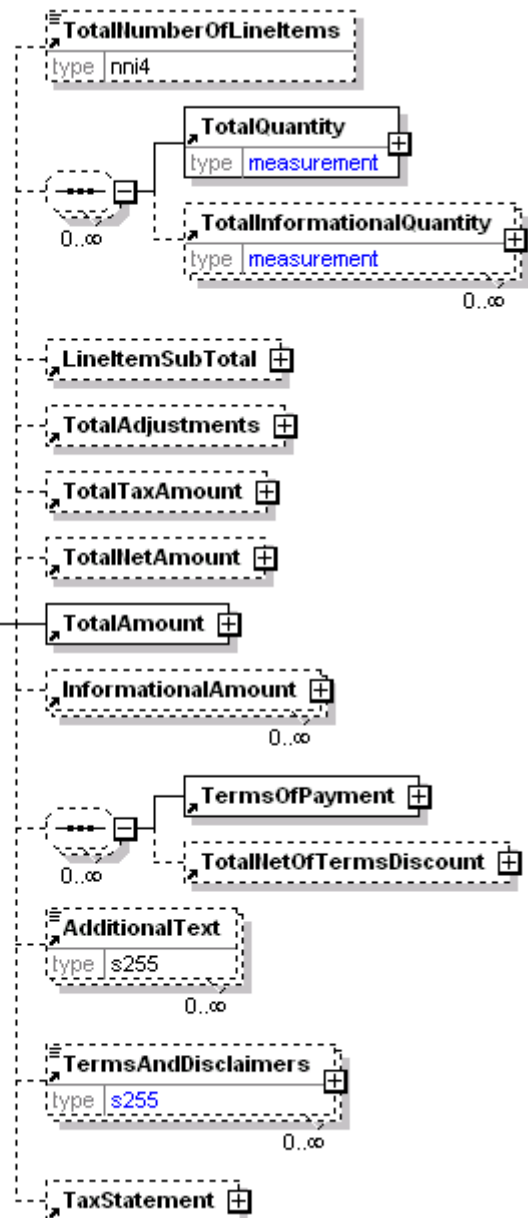 TotalNumberOfLineItems
type nni4
TotalQuantity
type measurement
TotalInformationalQuantity
type measurement
0..∞
0..∞
LineItemSubTotal
TotalAdjustments
TotalTaxAmount
TotalNetAmount
TotalAmount
InformationalAmount
0..∞
TermsOfPayment
TotalNetOfTermsDiscount
0..∞
AdditionalText
type s255
0..∞
TermsAndDisclaimers
type s255
0..∞
TaxStatement